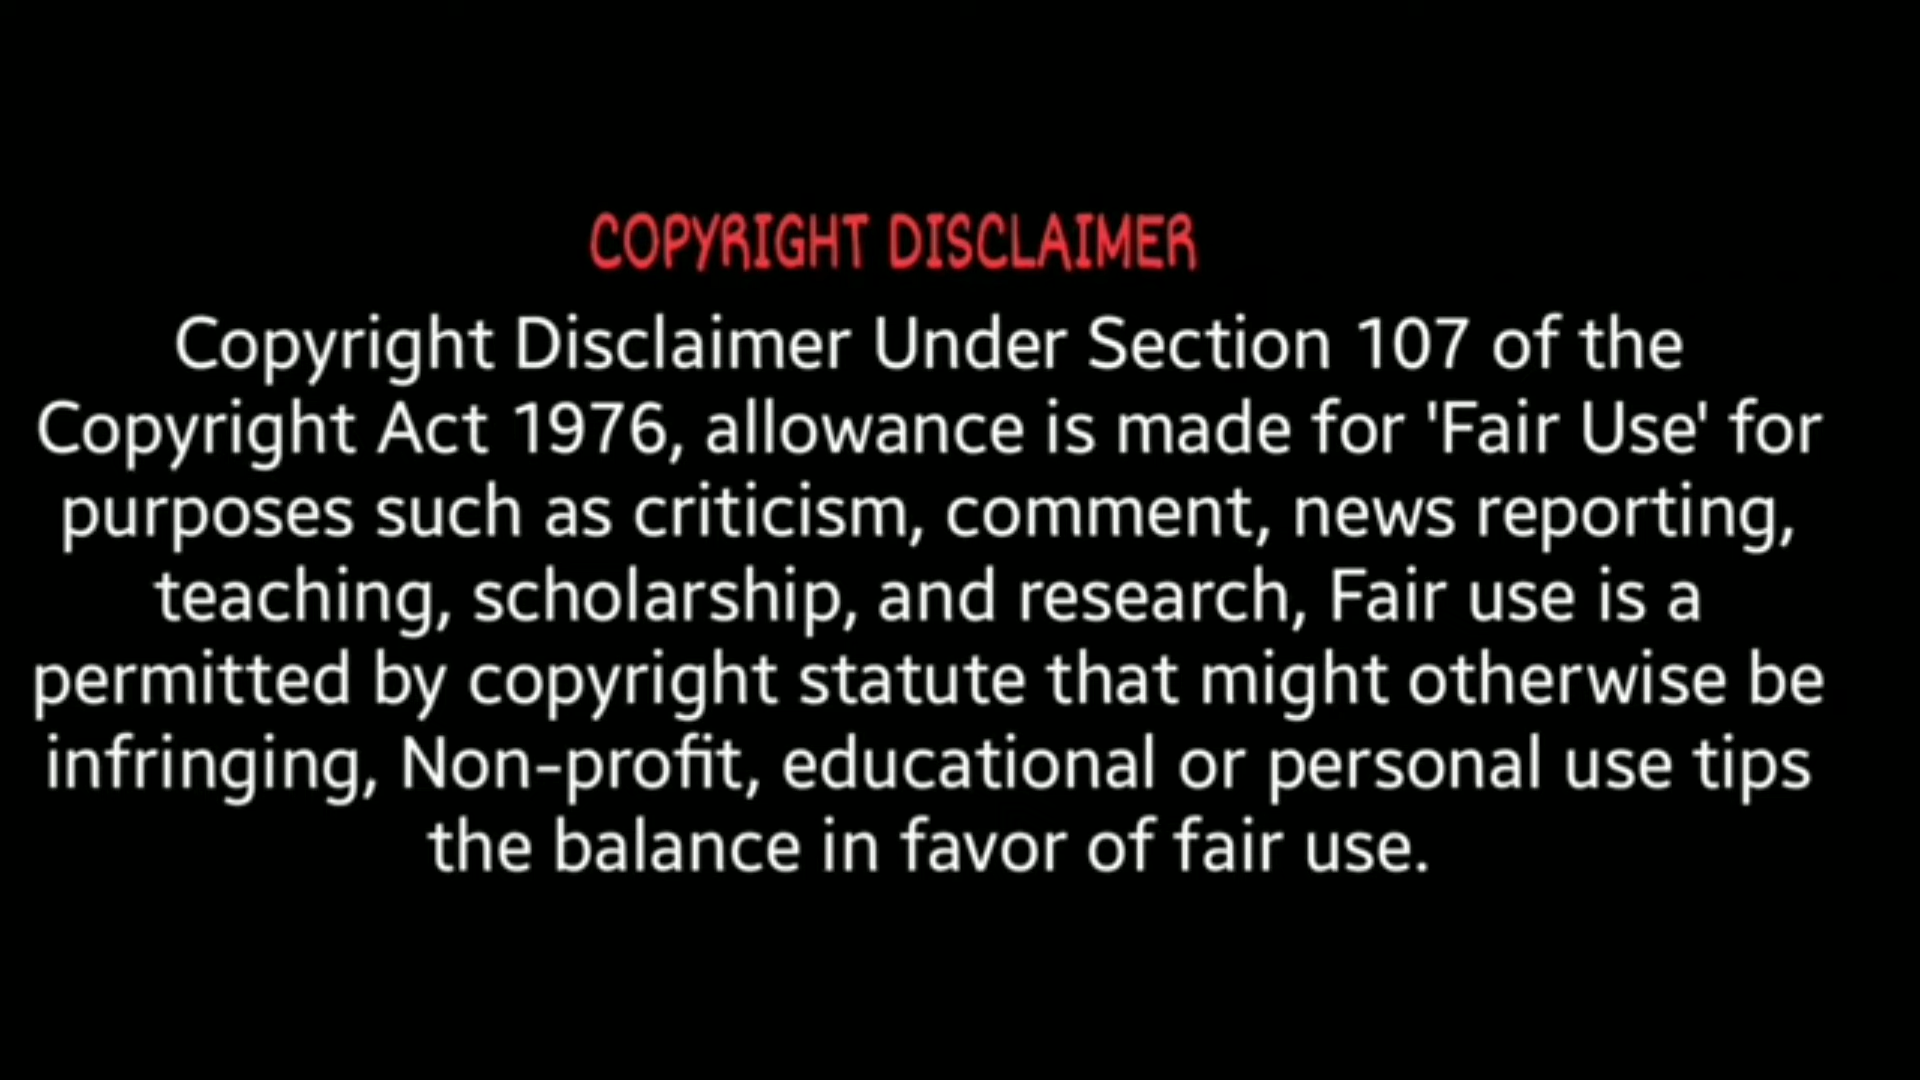 COPYRIGHT DISCLAIMER
Copyright Disclaimer Under Section 107 of the
Copyright Act 1976, allowance is made for 'Fair Use' for
purposes such as criticism, comment, news reporting,
teaching, scholarship, and research, Fair use is a
permitted by copyright statute that might otherwise be
infringing, Non-profit, educational or personal use tips
the balance in favor of fair use.